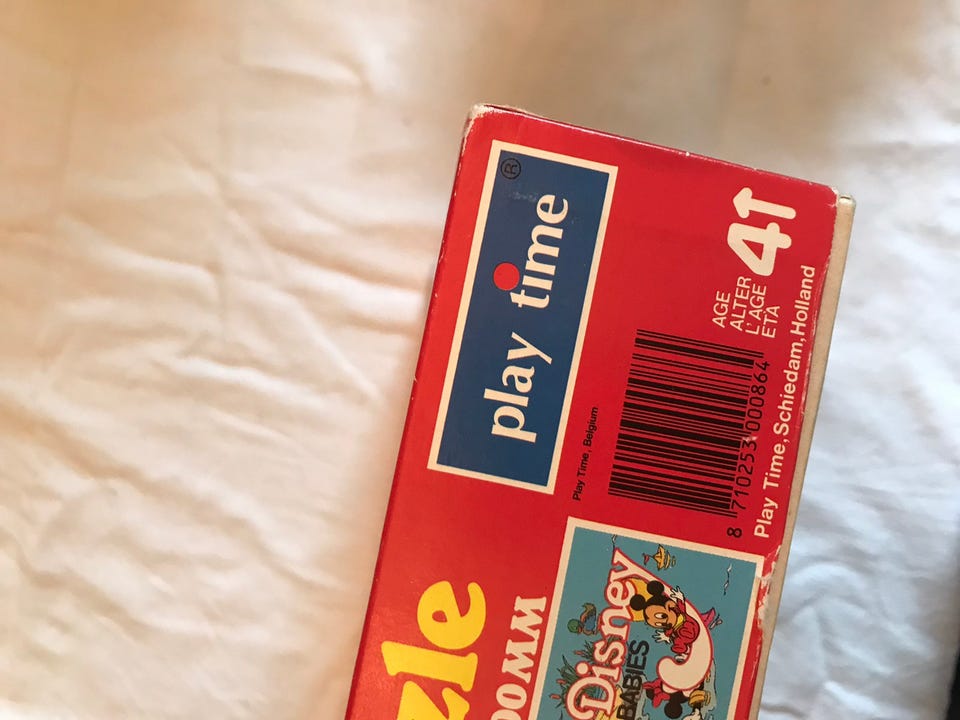 play time
®
Play Time, Belgium
AGE
ALTER
L'AGE
ETA
4
8 710253 000864
Play Time, Schiedam, Holland
Disney
BABIES